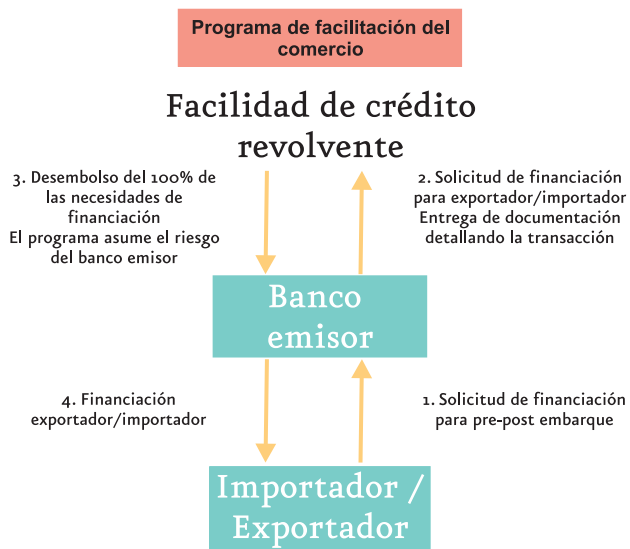 Programa de facilitación del
comercio
Facilidad de crédito
revolvente
3. Desembolso del 100% de
las necesidades de
financiación
El programa asume el riesgo
del banco emisor
2. Solicitud de financiación
para exportador/importador
Entrega de documentación
detallando la transacción
Banco
emisor
4. Financiación
exportador/importador
1. Solicitud de financiación
para pre-post embarque
Importador /
Exportador